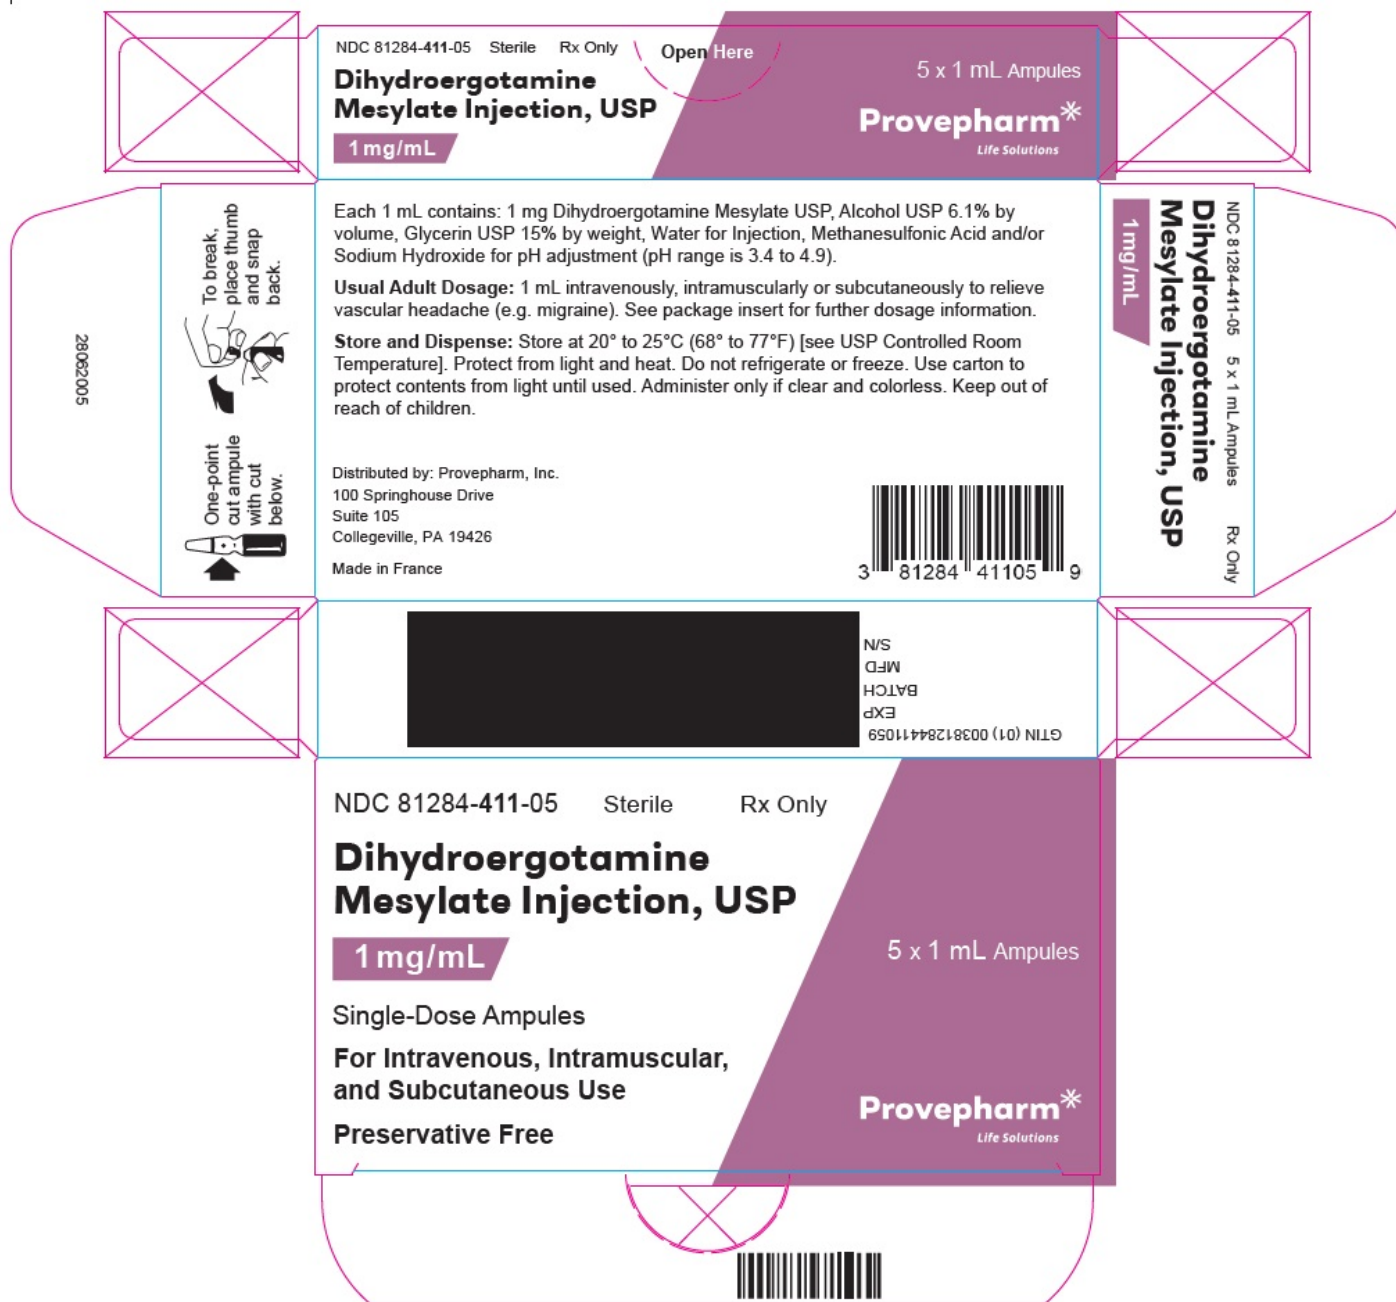 NDC 81284-411-05 Sterile Rx Only
Open Here
Dihydroergotamine
Mesylate Injection, USP
1 mg/mL
5 x 1 mL Ampules
Provepharm
Life Solutions
To break,
place thumb
and snap
back.
One-point
cut ampule
with cut
below.
28062005
Each 1 mL contains: 1 mg Dihydroergotamine Mesylate USP, Alcohol USP 6.1% by
volume, Glycerin USP 15% by weight, Water for Injection, Methanesulfonic Acid and/or
Sodium Hydroxide for pH adjustment (pH range is 3.4 to 4.9).
Usual Adult Dosage: 1 mL intravenously, intramuscularly or subcutaneously to relieve
vascular headache (e.g. migraine). See package insert for further dosage information.
Store and Dispense: Store at 20° to 25°C (68° to 77°F) [see USP Controlled Room
Temperature]. Protect from light and heat. Do not refrigerate or freeze. Use carton to
protect contents from light until used. Administer only if clear and colorless. Keep out of
reach of children.
Distributed by: Provepharm, Inc.
100 Springhouse Drive
Suite 105
Collegeville, PA 19426
Made in France
3 81284 41105 9
NDC 81284-411-05 5 x 1 mL Ampules Rx Only
Dihydroergotamine
Mesylate Injection, USP
1 mg/mL
GTIN (01) 00381284411059
EXP
BATCH
MFD
S/N
NDC 81284-411-05 Sterile Rx Only
Dihydroergotamine
Mesylate Injection, USP
1 mg/mL
5 x 1 mL Ampules
Single-Dose Ampules
For Intravenous, Intramuscular,
and Subcutaneous Use
Preservative Free
Provepharm
Life Solutions